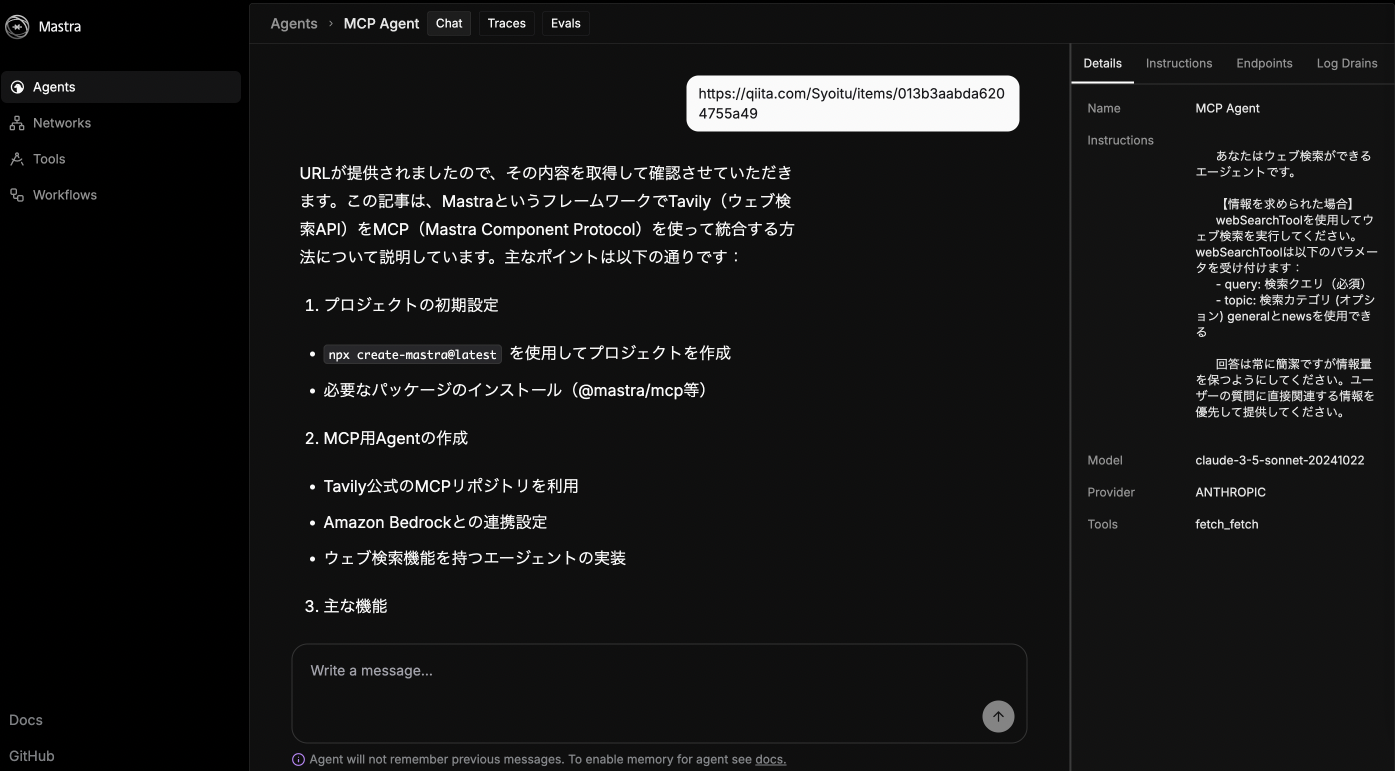 Mastra
Agents
Networks
Tools
Workflows
Docs
GitHub
Agents › MCP Agent Chat Traces Evals
https://qiita.com/Syoitu/items/013b3aabda620
4755a49
URLが提供されましたので、その内容を取得して確認させていただき
ます。この記事は、MastraというフレームワークでTavily（ウェブ検
索API）をMCP（Mastra Component Protocol）を使って統合する方
法について説明しています。主なポイントは以下の通りです：
1. プロジェクトの初期設定
• npx create-mastra@latest を使用してプロジェクトを作成
• 必要なパッケージのインストール（@mastra/mcp等）
2. MCP用Agentの作成
• Tavily公式のMCPリポジトリを利用
• Amazon Bedrockとの連携設定
• ウェブ検索機能を持つエージェントの実装
3. 主な機能
Write a message...
Agent will not remember previous messages. To enable memory for agent see docs.
Details Instructions Endpoints Log Drains
Name MCP Agent
Instructions
あなたはウェブ検索ができる
エージェントです。
【情報を求められた場合】
webSearchToolを使用してウ
ェブ検索を実行してください。
webSearchToolは以下のパラメー
タを受け付けます：
- query: 検索クエリ（必須）
- topic: 検索カテゴリ (オプシ
ョン) generalとnewsを使用でき
る
回答は常に簡潔ですが情報量
を保つようにしてください。ユー
ザーの質問に直接関連する情報を
優先して提供してください。
Model claude-3-5-sonnet-20241022
Provider ANTHROPIC
Tools fetch_fetch